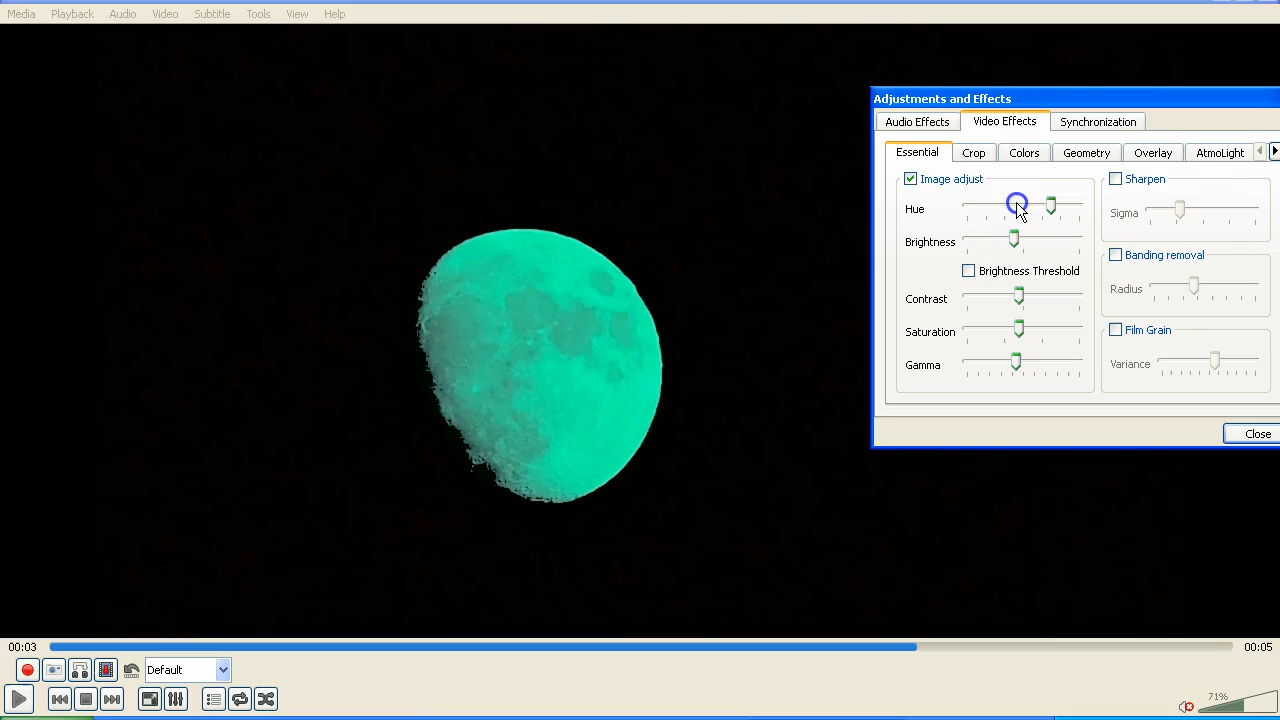 Media Playback Audio Video Subtitle Tools View Help
Adjustments and Effects
Audio Effects Video Effects Synchronization
Essential Crop Colors Geometry Overlay AtmoLight
Image adjust
Sharpen
Hue
Sigma
Brightness
Banding removal
Brightness Threshold
Radius
Contrast
Saturation
Film Grain
Gamma
Variance
Close
00:03
00:05
Default
71%